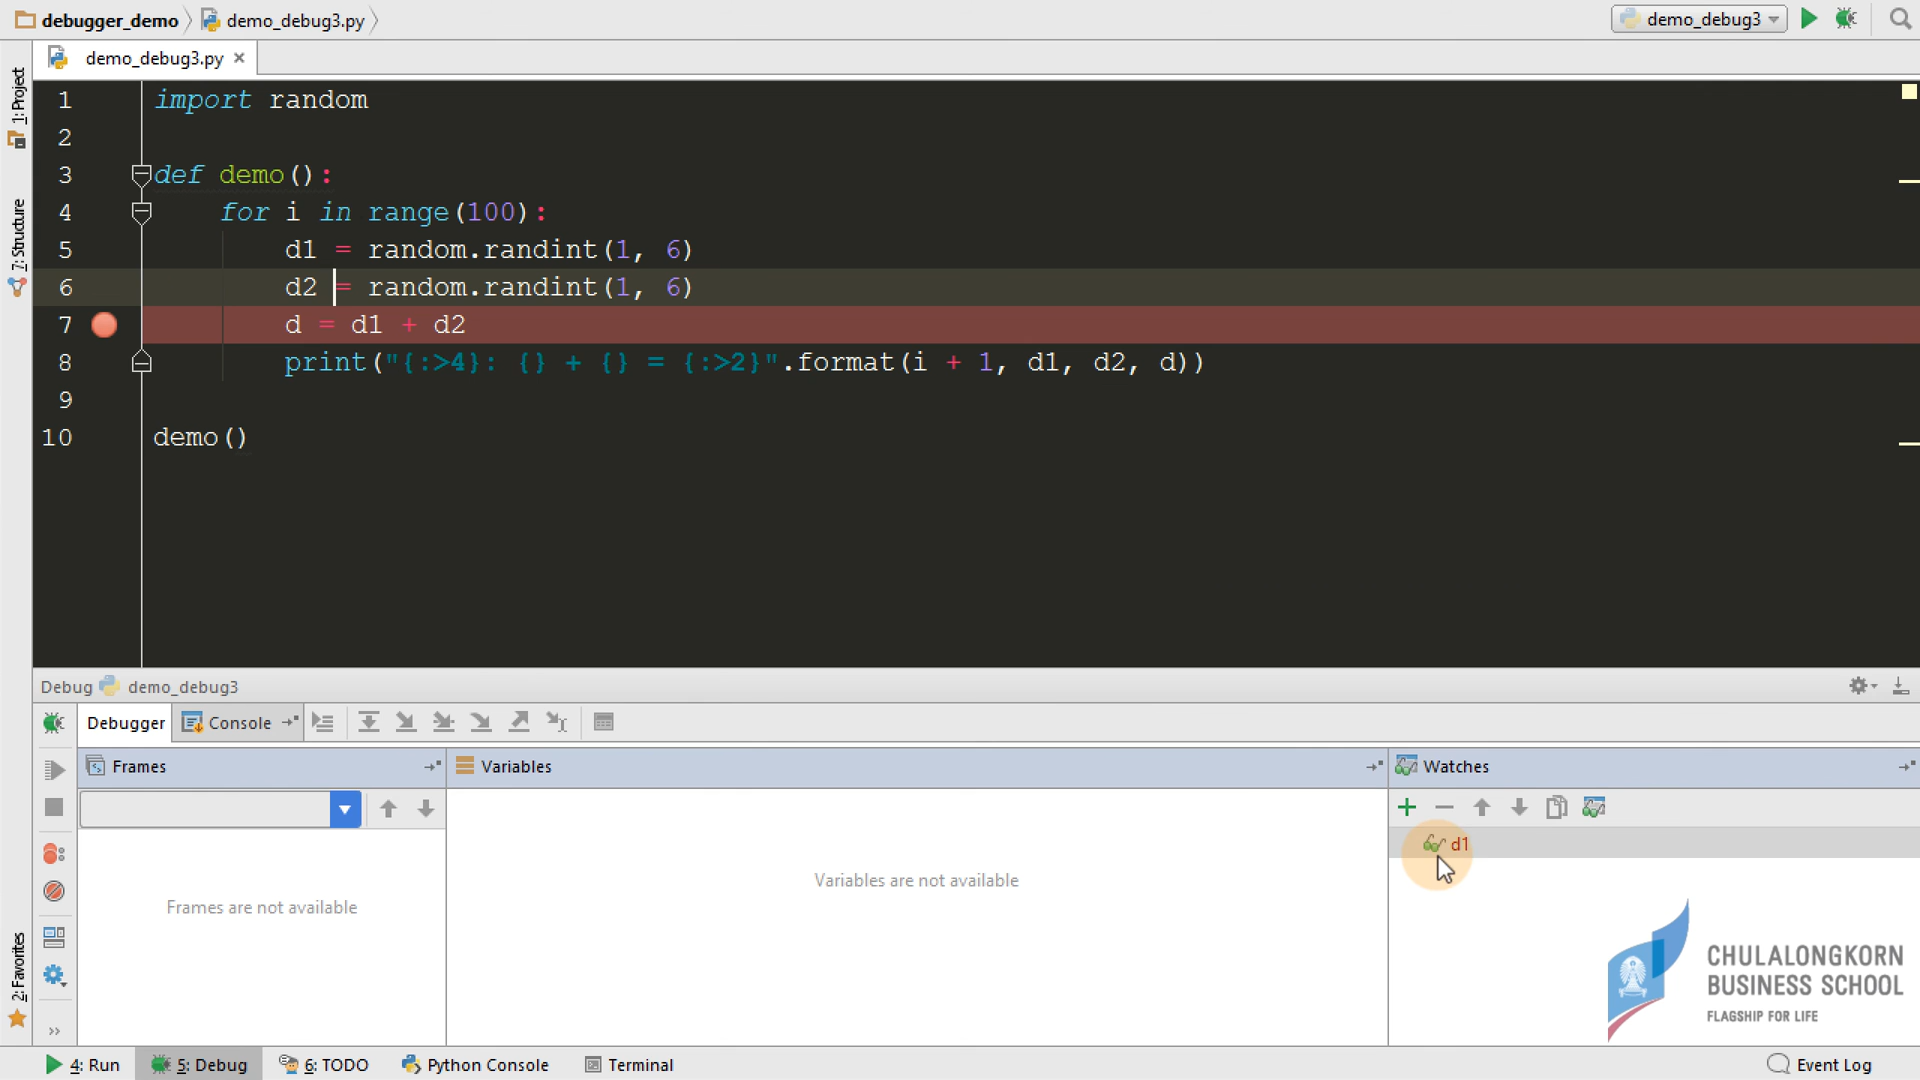 debugger_demo demo_debug3.py demo_debug3
demo_debug3.py
1 import random
2
3 def demo():
4 for i in range(100):
5 d1 = random.randint(1, 6)
6 d2 = random.randint(1, 6)
7 d = d1 + d2
8 print("{:>4}: {} + {} = {:>2}".format(i + 1, d1, d2, d))
9
10 demo()
1: Project
7: Structure
2: Favorites
Debug demo_debug3
Debugger Console
Frames Variables Watches
d1
Variables are not available
Frames are not available
CHULALONGKORN
BUSINESS SCHOOL
FLAGSHIP FOR LIFE
4: Run 5: Debug 6: TODO Python Console Terminal Event Log